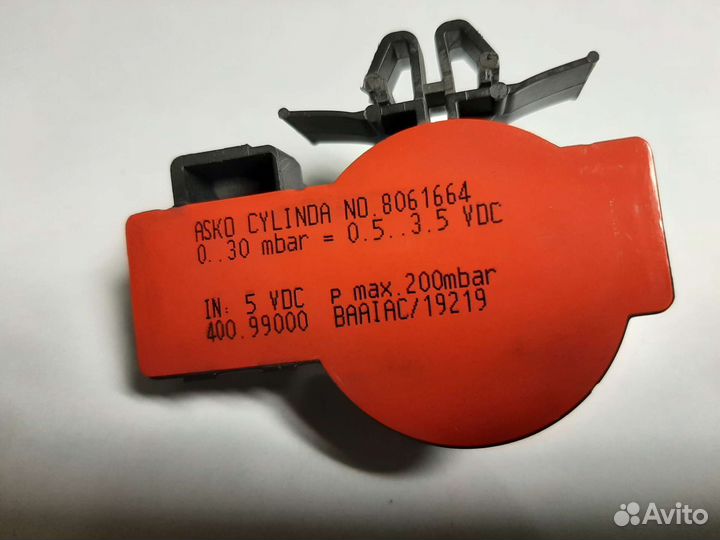 ASKO CYLINDA NO.8061664
0..30 mbar = 0.5..3.5 VDC
IN: 5 VDC p max.200mbar
400.99000 BAAIAC/19219
Avito